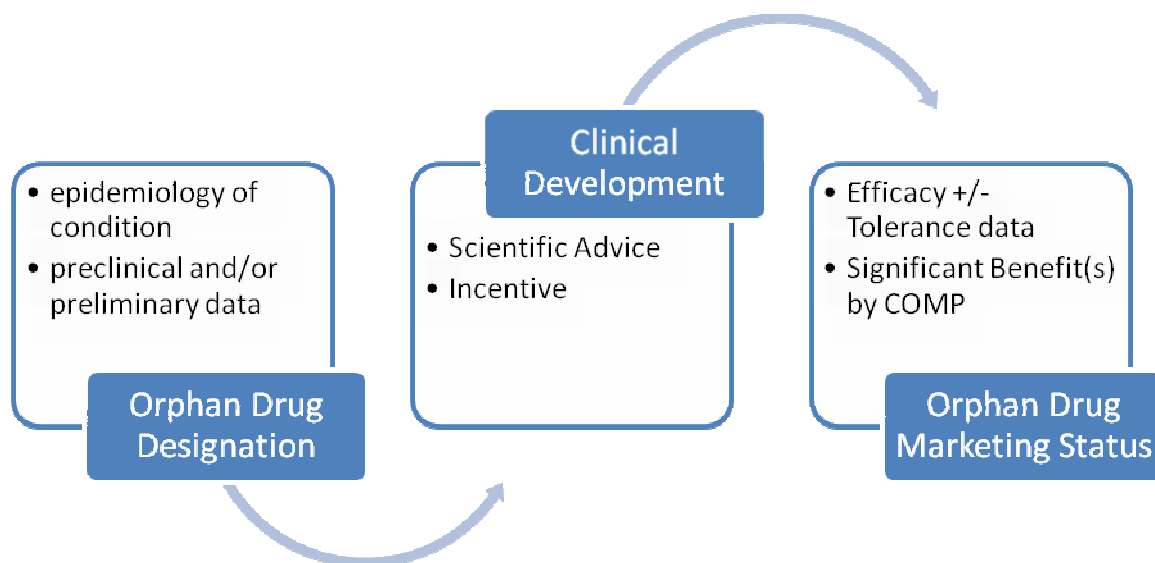 • epidemiology of
condition
• preclinical and/or
preliminary data
Orphan Drug
Designation
Clinical
Development
• Scientific Advice
• Incentive
• Efficacy +/-
Tolerance data
• Significant Benefit(s)
by COMP
Orphan Drug
Marketing Status